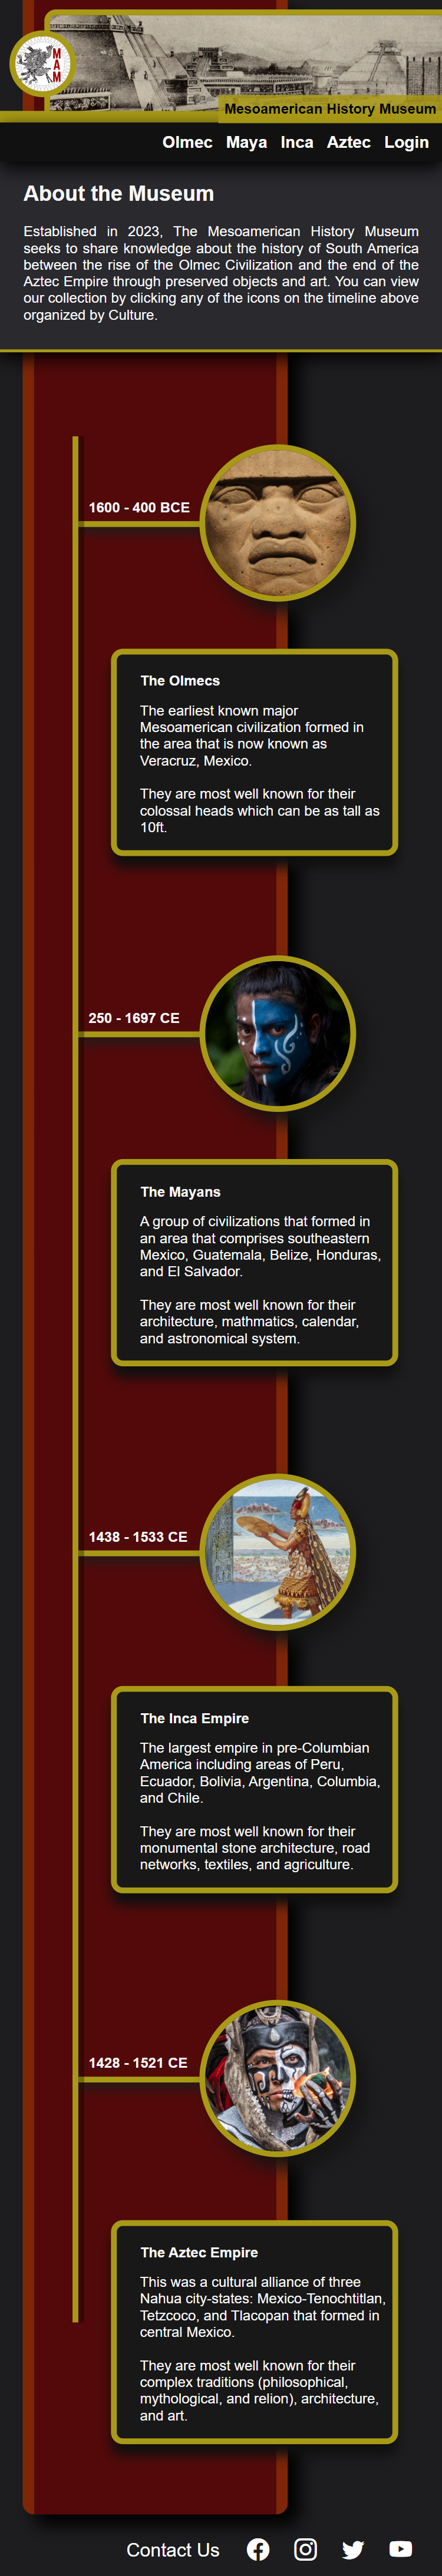 MAM
Mesoamerican History Museum
Olmec Maya Inca Aztec Login
About the Museum
Established in 2023, The Mesoamerican History Museum
seeks to share knowledge about the history of South America
between the rise of the Olmec Civilization and the end of the
Aztec Empire through preserved objects and art. You can view
our collection by clicking any of the icons on the timeline above
organized by Culture.
1600 - 400 BCE
The Olmecs
The earliest known major
Mesoamerican civilization formed in
the area that is now known as
Veracruz, Mexico.
They are most well known for their
colossal heads which can be as tall as
10ft.
250 - 1697 CE
The Mayans
A group of civilizations that formed in
an area that comprises southeastern
Mexico, Guatemala, Belize, Honduras,
and El Salvador.
They are most well known for their
architecture, mathmatics, calendar,
and astronomical system.
1438 - 1533 CE
The Inca Empire
The largest empire in pre-Columbian
America including areas of Peru,
Ecuador, Bolivia, Argentina, Columbia,
and Chile.
They are most well known for their
monumental stone architecture, road
networks, textiles, and agriculture.
1428 - 1521 CE
The Aztec Empire
This was a cultural alliance of three
Nahua city-states: Mexico-Tenochtitlan,
Tetzcoco, and Tlacopan that formed in
central Mexico.
They are most well known for their
complex traditions (philosophical,
mythological, and relion), architecture,
and art.
Contact Us